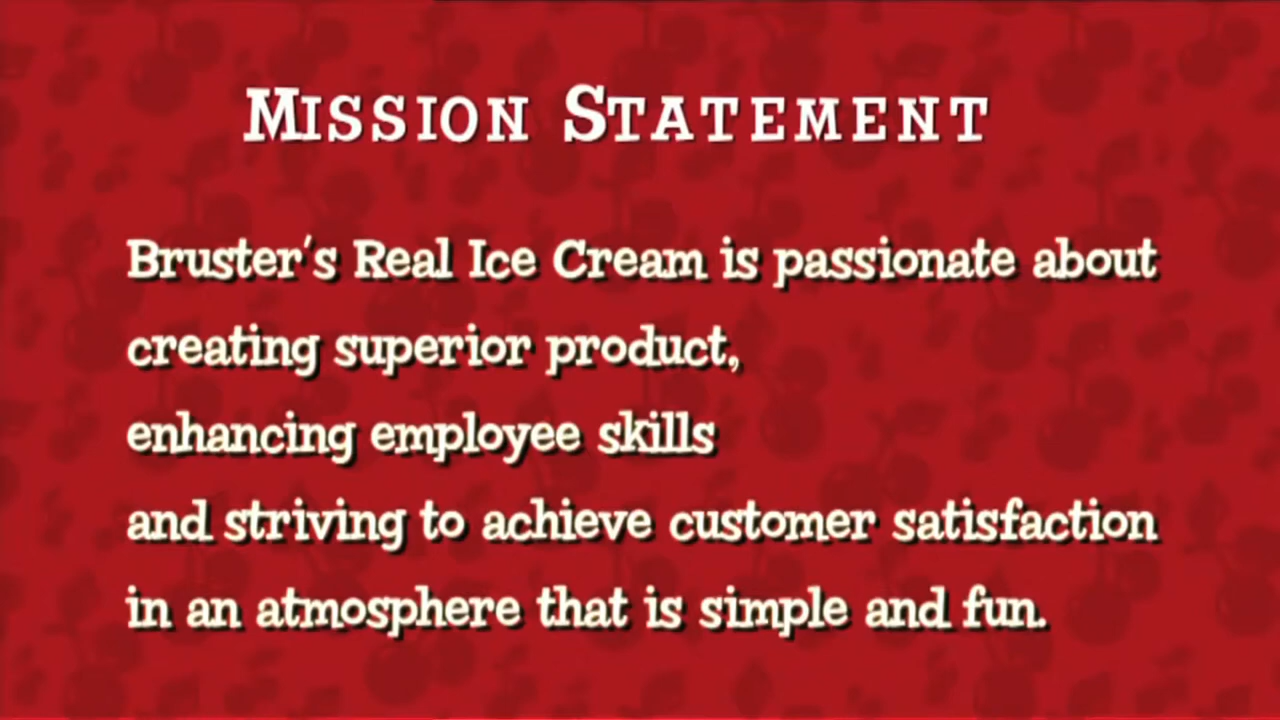 Mission Statement
Bruster's Real Ice Cream is passionate about
creating superior product,
enhancing employee skills
and striving to achieve customer satisfaction
in an atmosphere that is simple and fun.